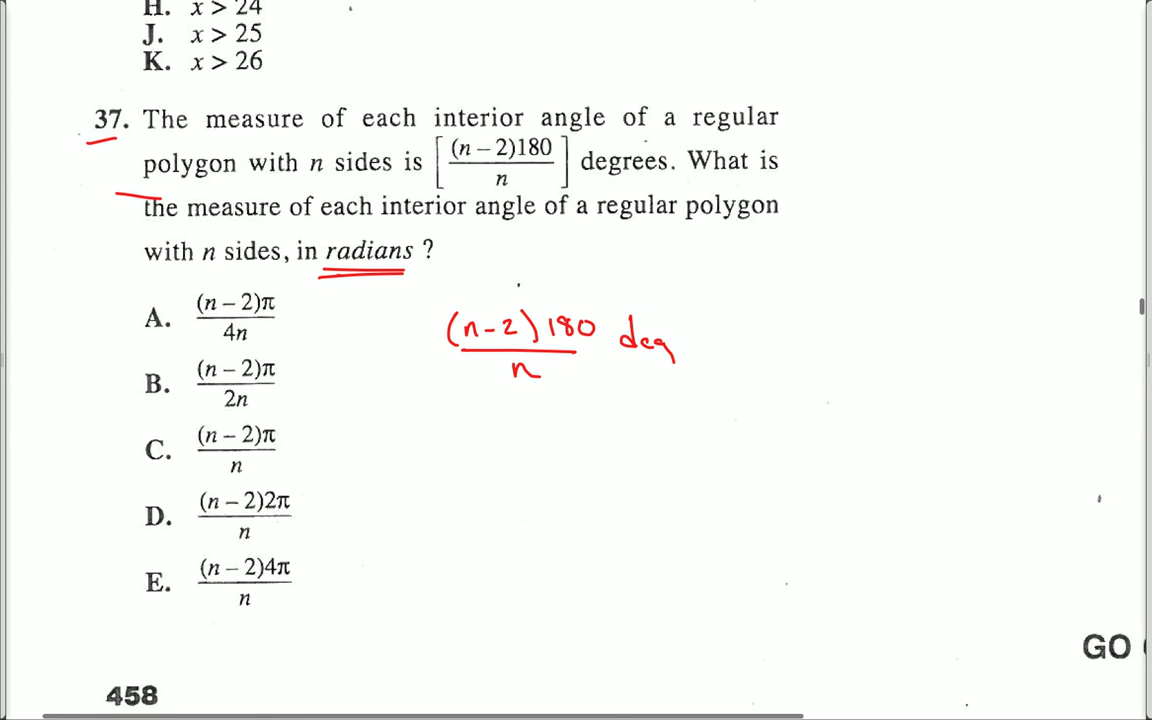 H. x > 24
J. x > 25
K. x > 26
37. The measure of each interior angle of a regular
polygon with n sides is [(n – 2)180 / n] degrees. What is
the measure of each interior angle of a regular polygon
with n sides, in radians ?
A. (n – 2)π / 4n
(n-2)180 / n deg
B. (n – 2)π / 2n
C. (n – 2)π / n
D. (n – 2)2π / n
E. (n – 2)4π / n
GO
458